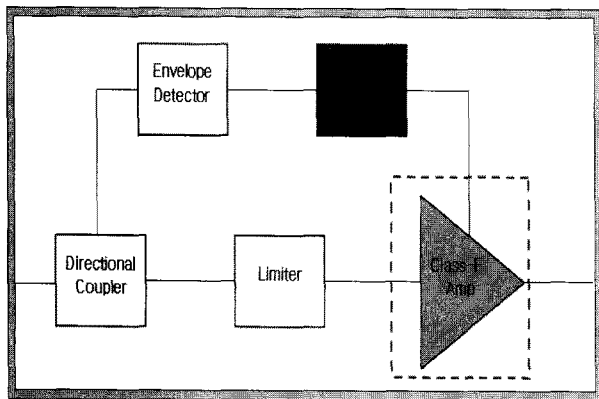 Envelope
Detector
Directional
Coupler
Limiter
Class-F
Amp